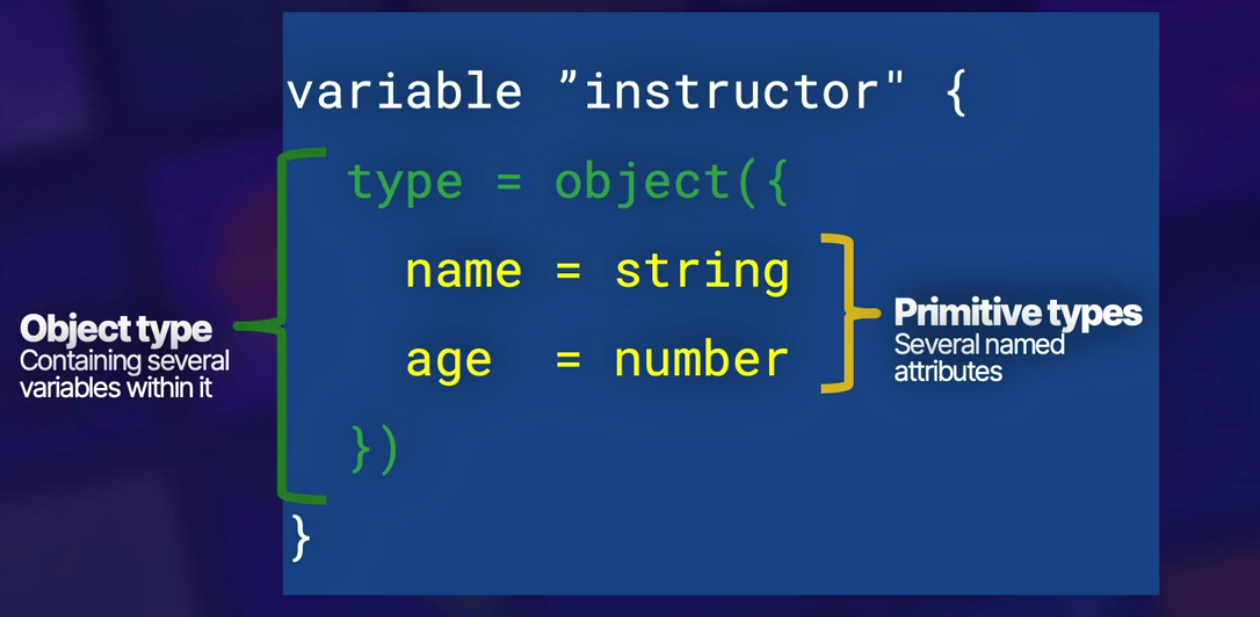 variable ”instructor" {
type = object({
name = string
age = number
})
}
Object type
Containing several
variables within it
Primitive types
Several named
attributes